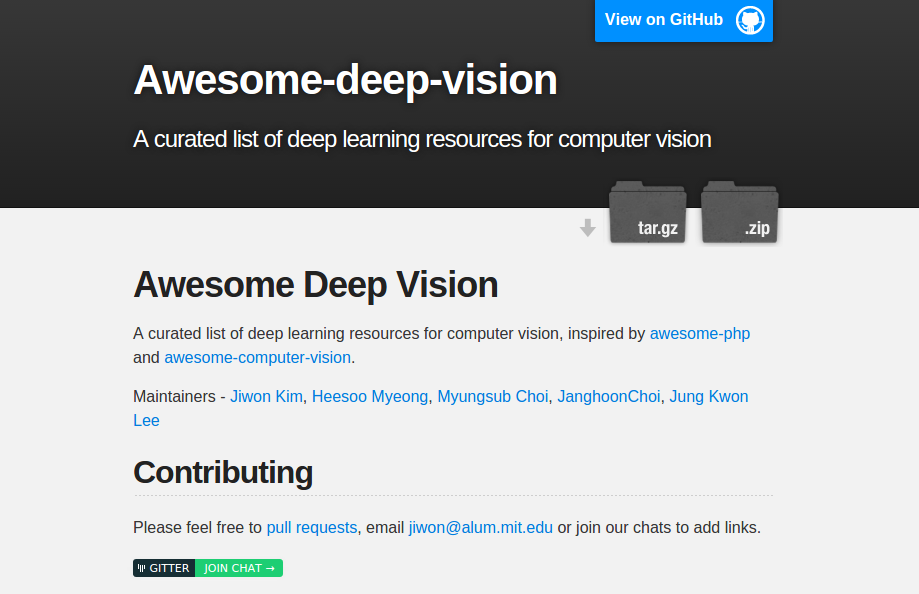 View on GitHub
Awesome-deep-vision
A curated list of deep learning resources for computer vision
tar.gz
.zip
Awesome Deep Vision
A curated list of deep learning resources for computer vision, inspired by awesome-php
and awesome-computer-vision.
Maintainers - Jiwon Kim, Heesoo Myeong, Myungsub Choi, JanghoonChoi, Jung Kwon
Lee
Contributing
Please feel free to pull requests, email jiwon@alum.mit.edu or join our chats to add links.
GITTER JOIN CHAT →